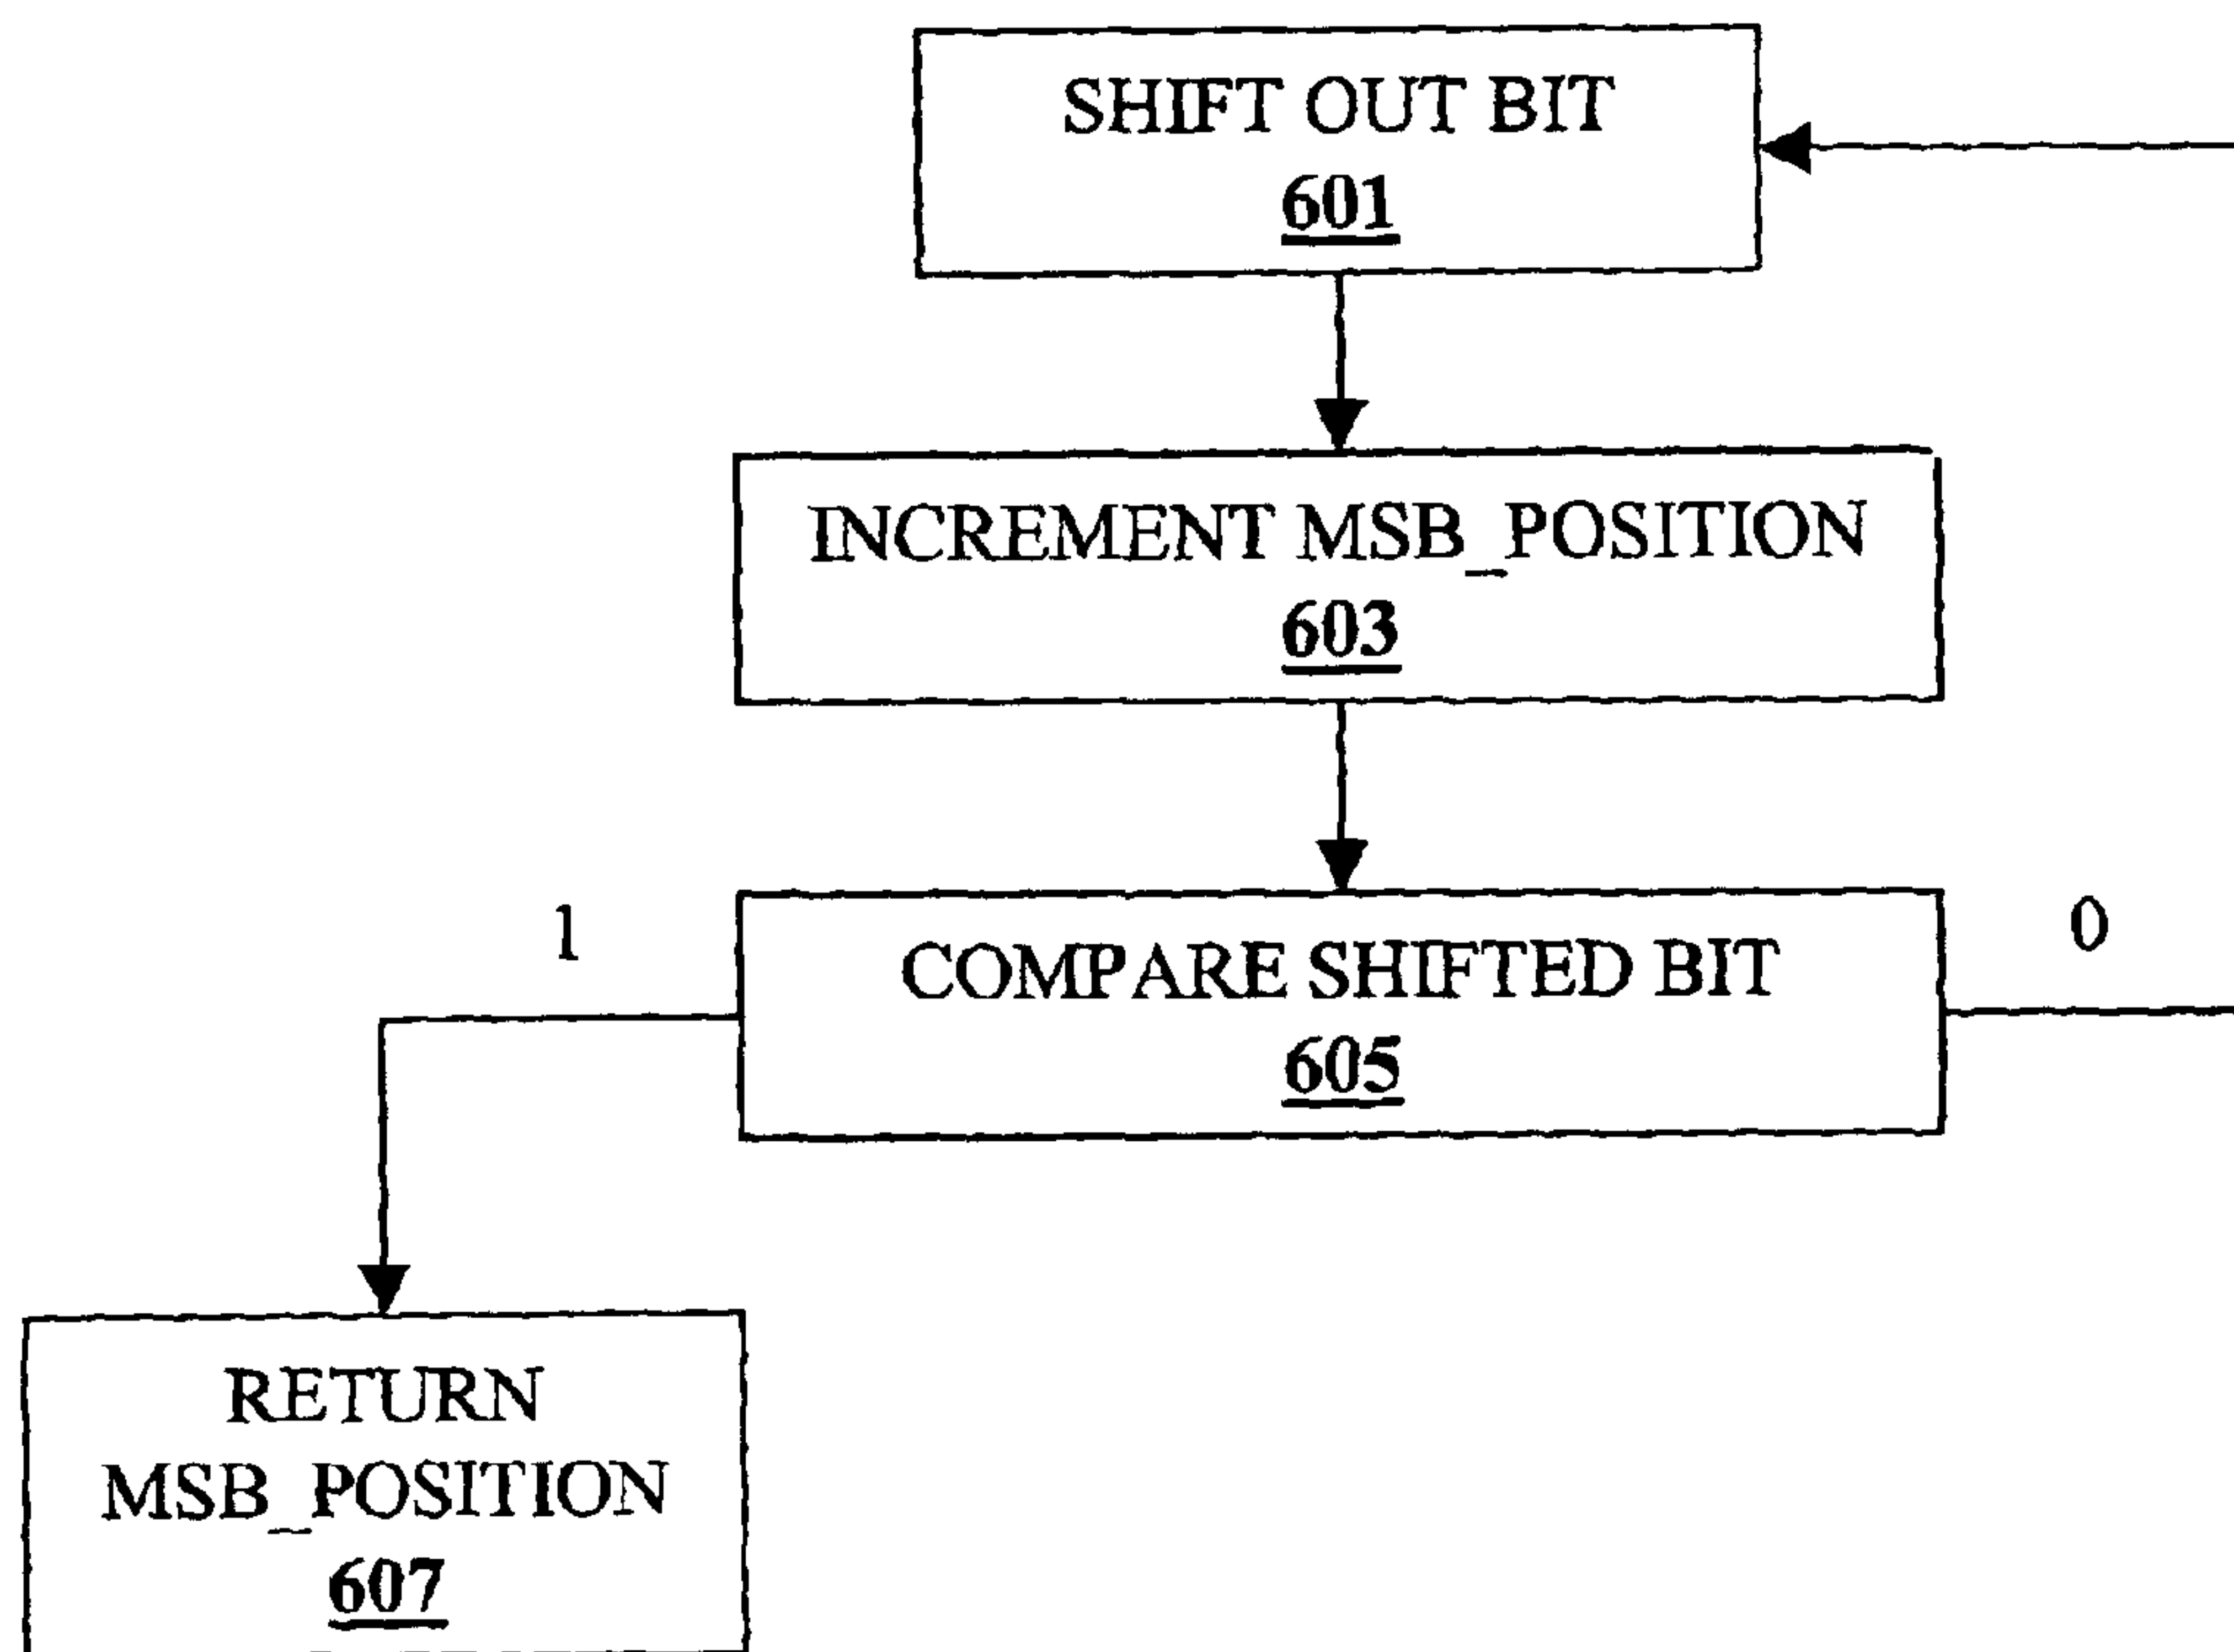 SHIFT OUT BIT
601
INCREMENT MSB_POSITION
603
1
0
COMPARE SHIFTED BIT
605
RETURN
MSB_POSITION
607